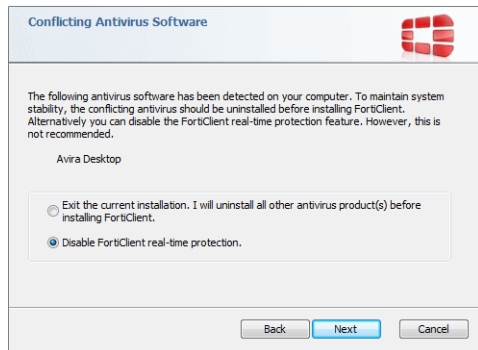 Conflicting Antivirus Software
The following antivirus software has been detected on your computer. To maintain system
stability, the conflicting antivirus should be uninstalled before installing FortiClient.
Alternatively you can disable the FortiClient real-time protection feature. However, this is
not recommended.
Avira Desktop
Exit the current installation. I will uninstall all other antivirus product(s) before
installing FortiClient.
Disable FortiClient real-time protection.
Back Next Cancel